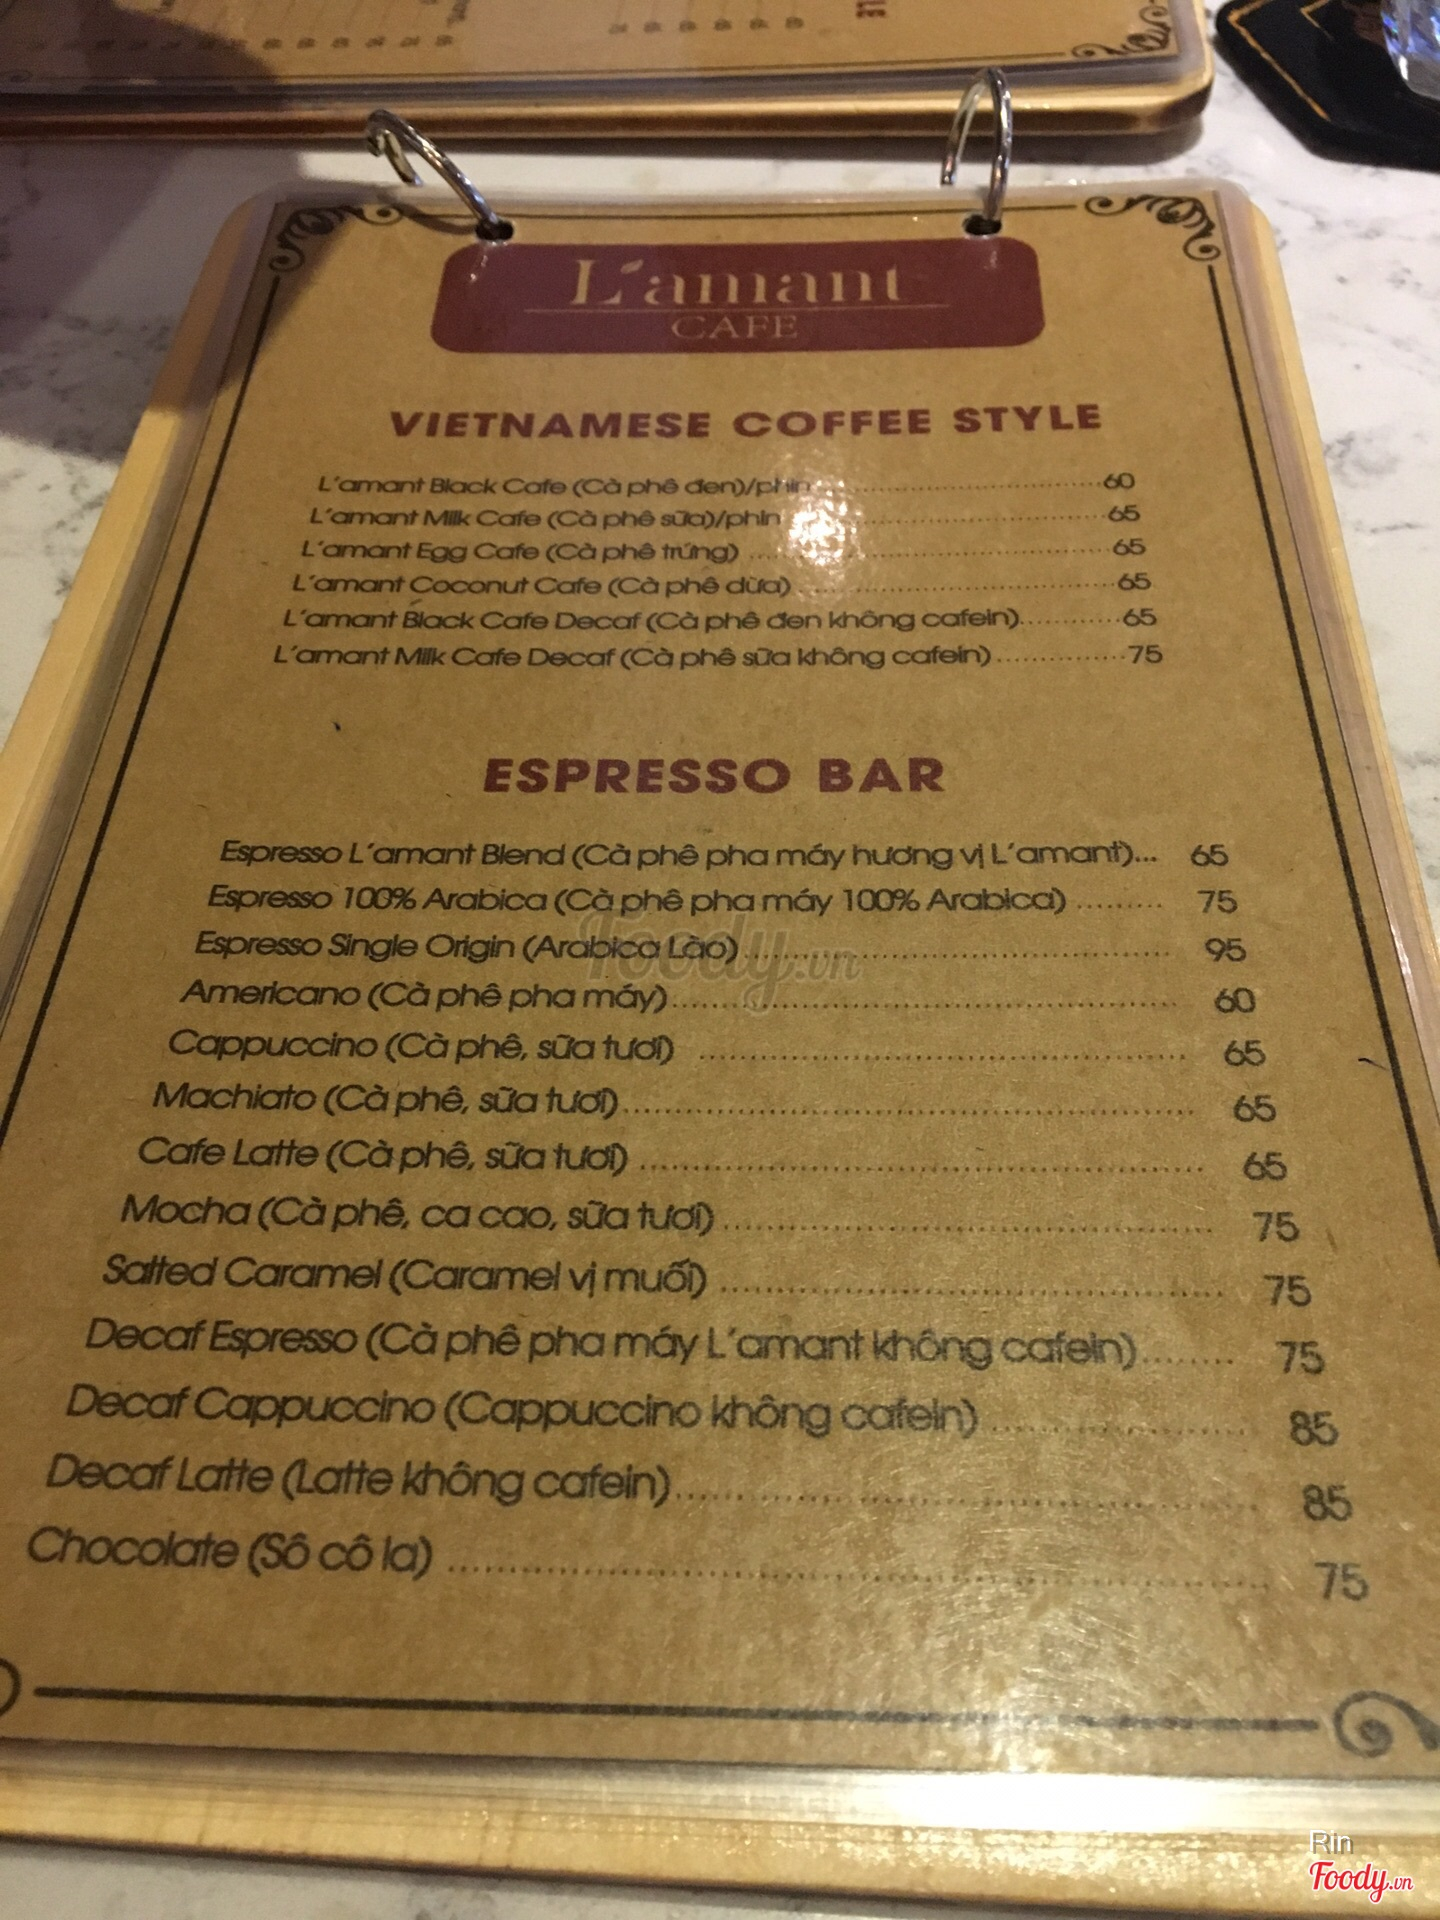 L'amant
CAFE
VIETNAMESE COFFEE STYLE
L'amant Black Cafe (Cà phê đen)/phin 60
L'amant Milk Cafe (Cà phê sữa)/phin 65
L'amant Egg Cafe (Cà phê trứng) 65
L'amant Coconut Cafe (Cà phê dừa) 65
L'amant Black Cafe Decaf (Cà phê đen không cafein) 65
L'amant Milk Cafe Decaf (Cà phê sữa không cafein) 75
ESPRESSO BAR
Espresso L'amant Blend (Cà phê pha máy hương vị L'amant)... 65
Espresso 100% Arabica (Cà phê pha máy 100% Arabica) 75
Espresso Single Origin (Arabica Lào) 95
Americano (Cà phê pha máy) 60
Cappuccino (Cà phê, sữa tươi) 65
Machiato (Cà phê, sữa tươi) 65
Cafe Latte (Cà phê, sữa tươi) 65
Mocha (Cà phê, ca cao, sữa tươi) 75
Salted Caramel (Caramel vị muối) 75
Decaf Espresso (Cà phê pha máy L'amant không cafein) 75
Decaf Cappuccino (Cappuccino không cafein) 85
Decaf Latte (Latte không cafein) 85
Chocolate (Sô cô la) 75
Foody.vn
Rin
Foody.vn